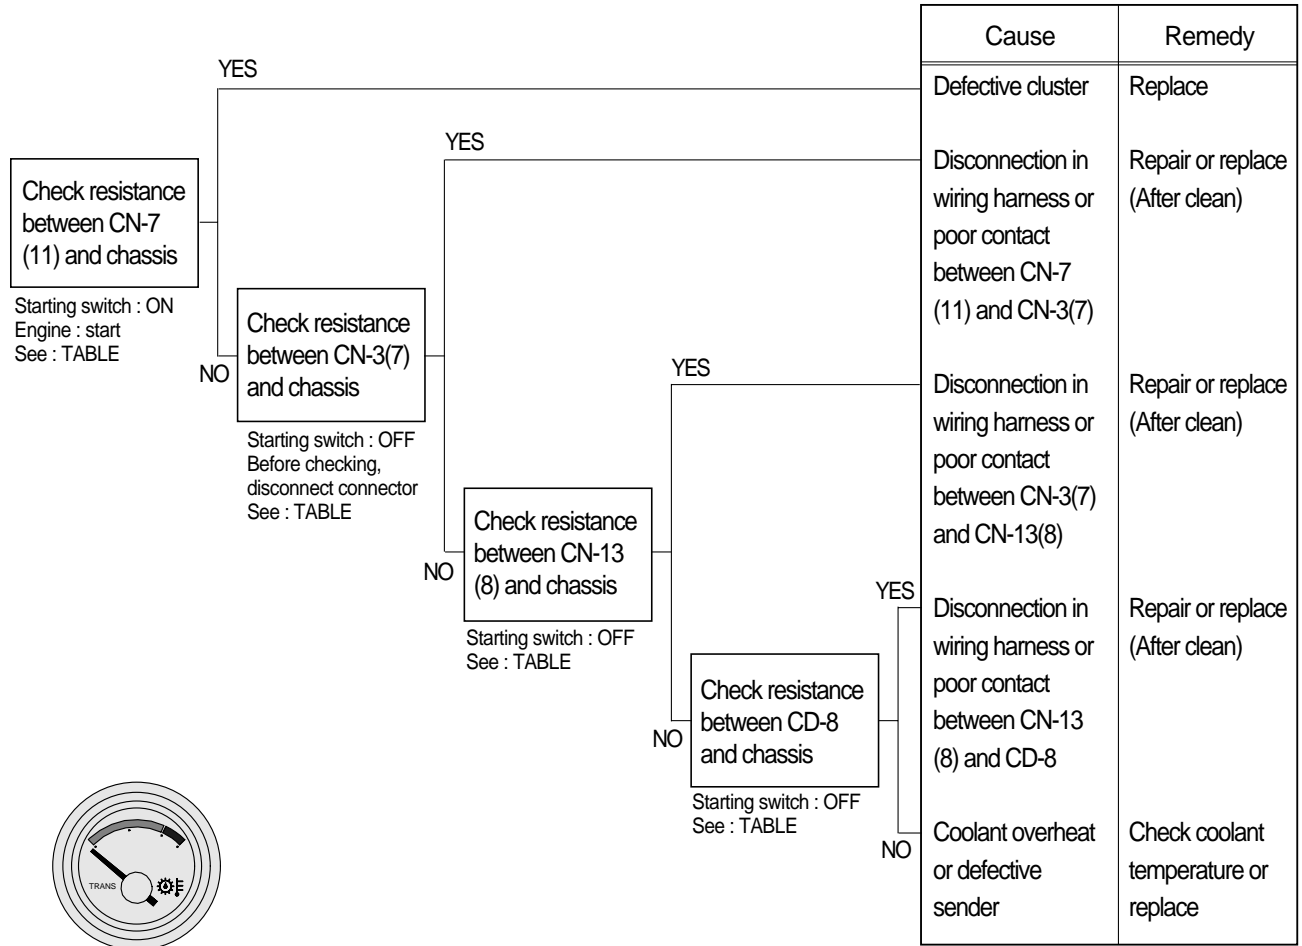 Cause
Remedy
YES
Defective cluster
Replace
YES
Disconnection in
wiring harness or
poor contact
between CN-7
(11) and CN-3(7)
Repair or replace
(After clean)
Check resistance
between CN-7
(11) and chassis
Starting switch : ON
Engine : start
See : TABLE
NO
Check resistance
between CN-3(7)
and chassis
Starting switch : OFF
Before checking,
disconnect connector
See : TABLE
YES
Disconnection in
wiring harness or
poor contact
between CN-3(7)
and CN-13(8)
Repair or replace
(After clean)
NO
Check resistance
between CN-13
(8) and chassis
Starting switch : OFF
See : TABLE
YES
Disconnection in
wiring harness or
poor contact
between CN-13
(8) and CD-8
Repair or replace
(After clean)
NO
Check resistance
between CD-8
and chassis
Starting switch : OFF
See : TABLE
NO
Coolant overheat
or defective
sender
Check coolant
temperature or
replace
TRANS